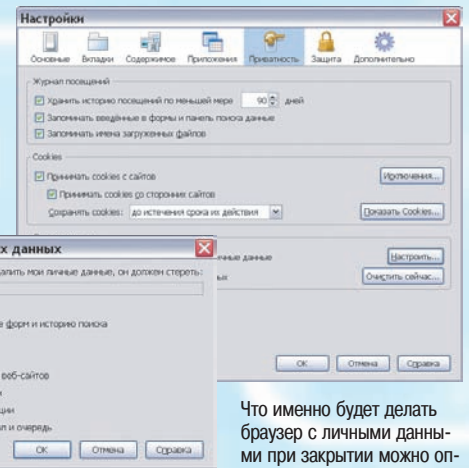 Настройки
Основные Вкладки Содержимое Приложения Приватность Защита Дополнительно
Журнал посещений
Хранить историю посещений по меньшей мере 90 дней
Запоминать введённые в формы и панель поиска данные
Запоминать имена загруженных файлов
Cookies
Принимать cookies с сайтов Исключения...
Принимать cookies со сторонних сайтов
Сохранять cookies: до истечения срока их действия Показать Cookies...
данные Настроить...
Очистить сейчас...
OK Отмена Справка
х данных
алить мои личные данные, он должен стереть:
е форм и историю поиска
веб-сайтов
ции
л и очередь
OK Отмена Справка
Что именно будет делать
браузер с личными данны-
ми при закрытии можно оп-